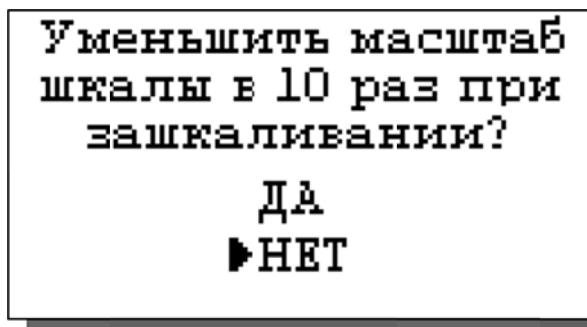 Уменьшить масштаб
шкалы в 10 раз при
зашкаливании?
ДА
НЕТ